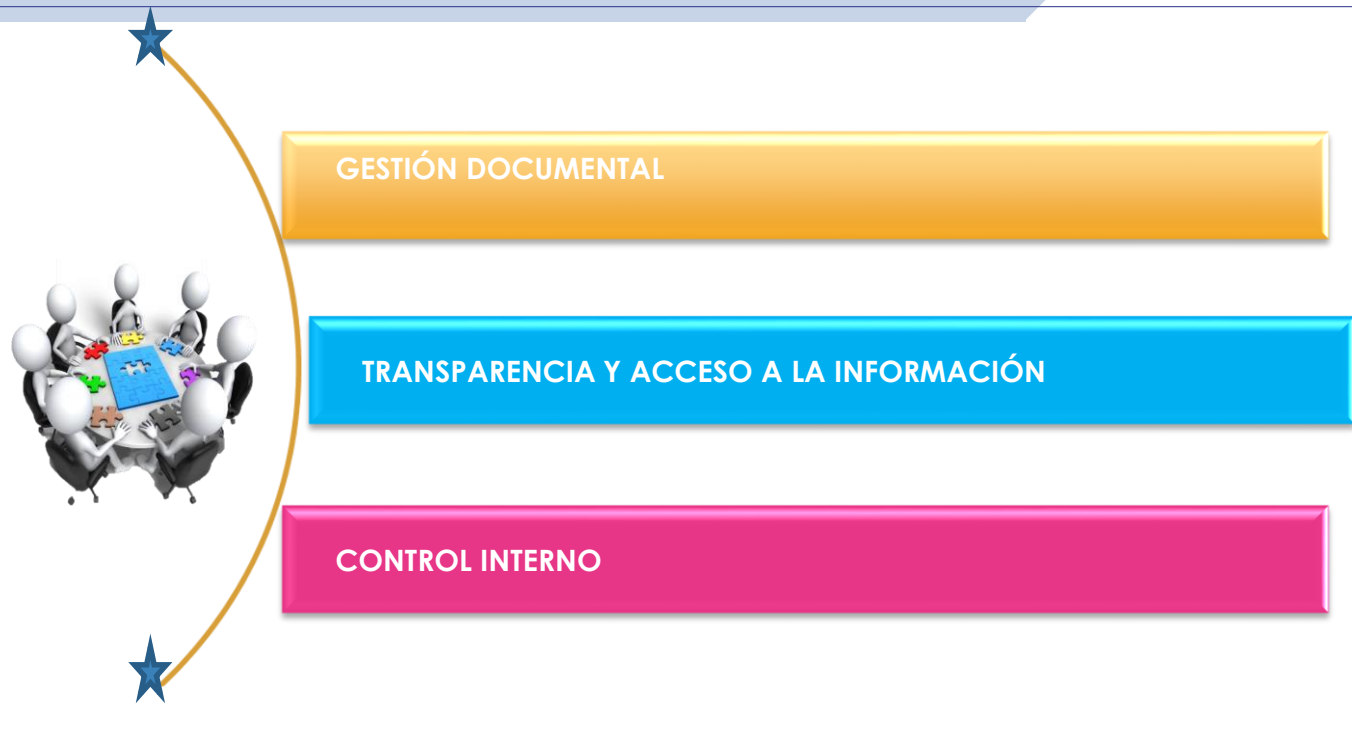 GESTIÓN DOCUMENTAL
TRANSPARENCIA Y ACCESO A LA INFORMACIÓN
CONTROL INTERNO